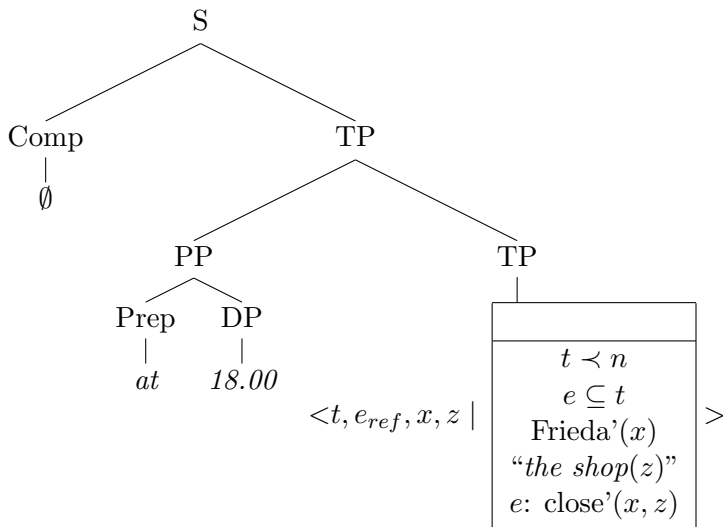 S
Comp TP
∅
PP TP
Prep DP
at 18.00
t ≺ n
e ⊆ t
<t, e_ref, x, z | Frieda’(x) >
“the shop(z)”
e: close’(x, z)